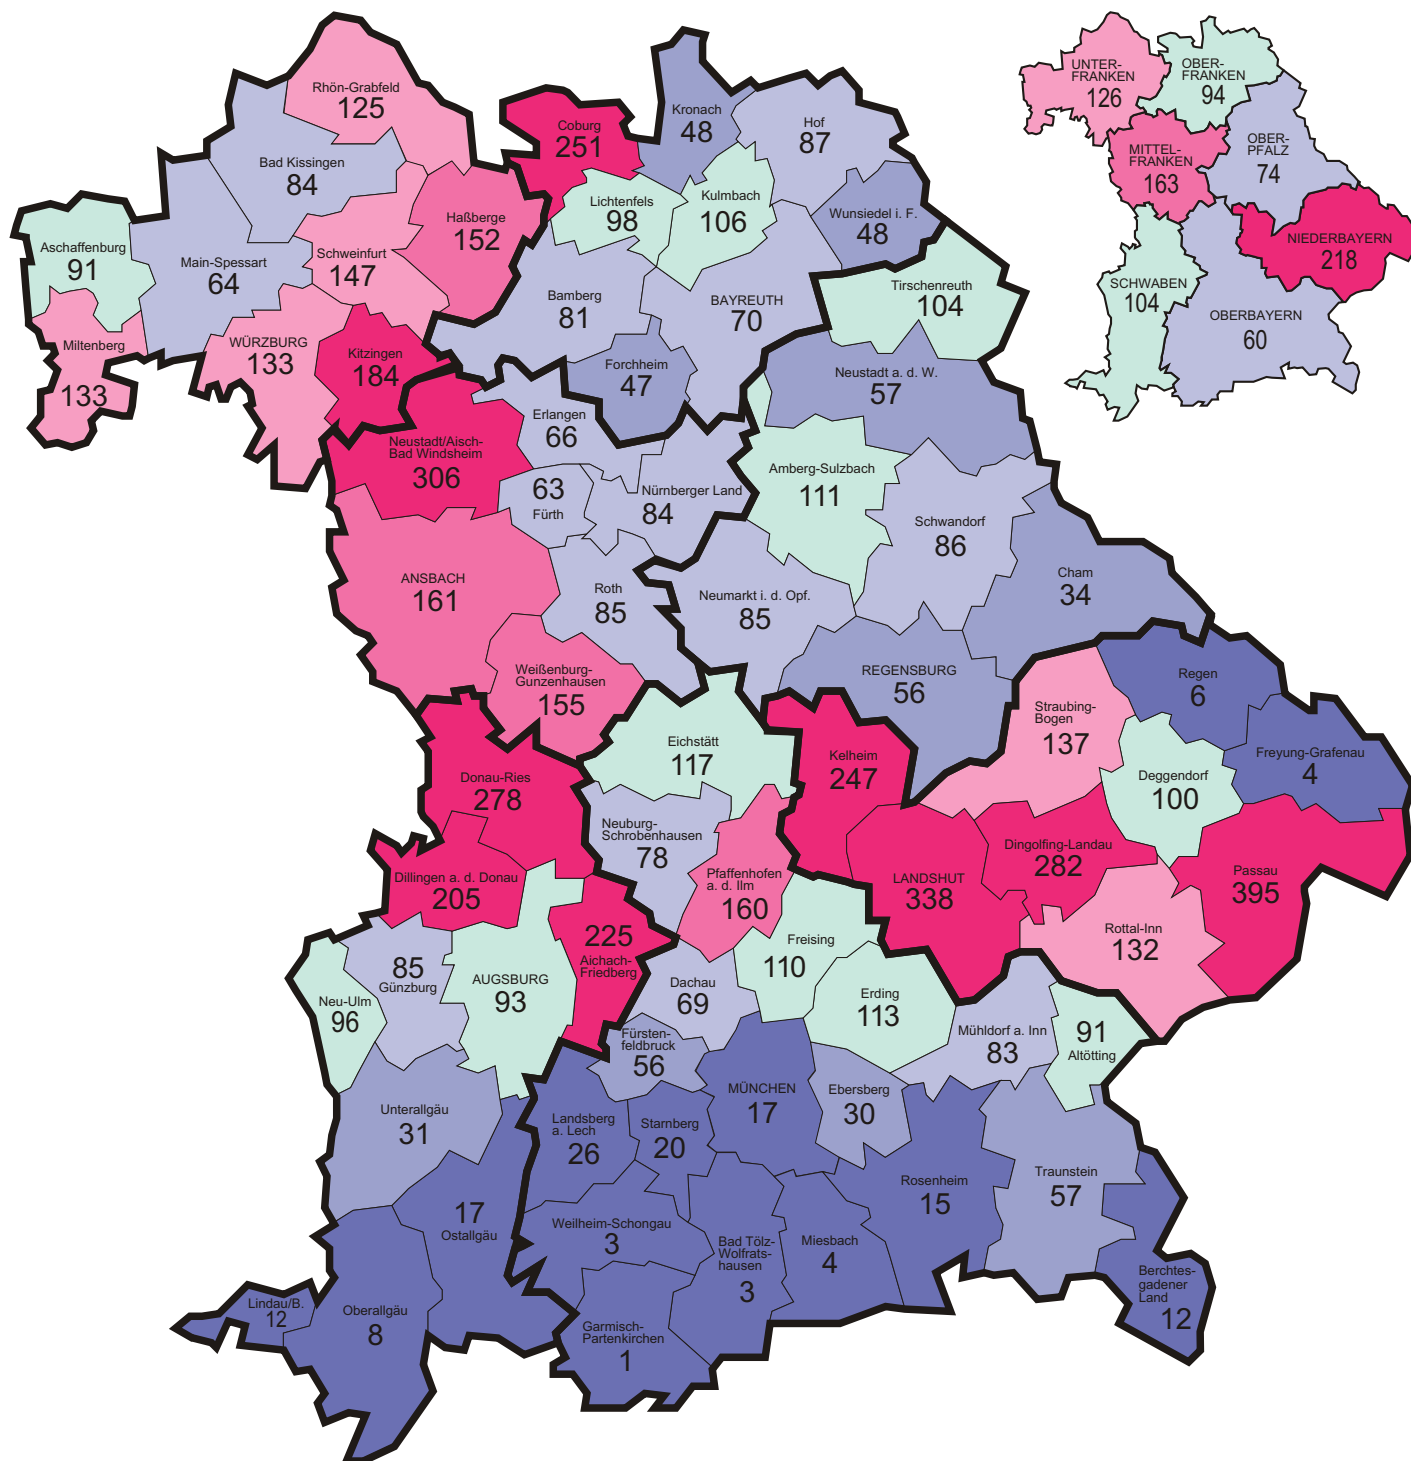 Rhön-Grabfeld
125
Bad Kissingen
84
Aschaffenburg
91
Main-Spessart
64
Schweinfurt
147
Haßberge
152
Miltenberg
133
WÜRZBURG
133
Kitzingen
184
Coburg
251
Kronach
48
Hof
87
Lichtenfels
98
Kulmbach
106
Wunsiedel i. F.
48
Bamberg
81
BAYREUTH
70
Forchheim
47
Tirschenreuth
104
Neustadt a. d. W.
57
Neustadt/Aisch-
Bad Windsheim
306
Erlangen
66
63
Fürth
Nürnberger Land
84
Amberg-Sulzbach
111
Schwandorf
86
Cham
34
ANSBACH
161
Roth
85
Neumarkt i. d. Opf.
85
Weißenburg-
Gunzenhausen
155
REGENSBURG
56
Regen
6
Straubing-
Bogen
137
Freyung-Grafenau
4
Deggendorf
100
Eichstätt
117
Kelheim
247
Donau-Ries
278
Neuburg-
Schrobenhausen
78
Dillingen a. d. Donau
205
Pfaffenhofen
a. d. Ilm
160
LANDSHUT
338
Dingolfing-Landau
282
Passau
395
Rottal-Inn
132
225
Aichach-
Friedberg
Freising
110
85
Günzburg
AUGSBURG
93
Neu-Ulm
96
Dachau
69
Erding
113
Mühldorf a. Inn
83
91
Altötting
Fürsten-
feldbruck
56
Unterallgäu
31
Landsberg
a. Lech
26
Starnberg
20
MÜNCHEN
17
Ebersberg
30
Rosenheim
15
Traunstein
57
17
Ostallgäu
Weilheim-Schongau
3
Bad Tölz-
Wolfrats-
hausen
3
Miesbach
4
Berchtes-
gadener
Land
12
Lindau/B.
12
Oberallgäu
8
Garmisch-
Partenkirchen
1
UNTER-
FRANKEN
126
OBER-
FRANKEN
94
MITTEL-
FRANKEN
163
OBER-
PFALZ
74
NIEDERBAYERN
218
SCHWABEN
104
OBERBAYERN
60